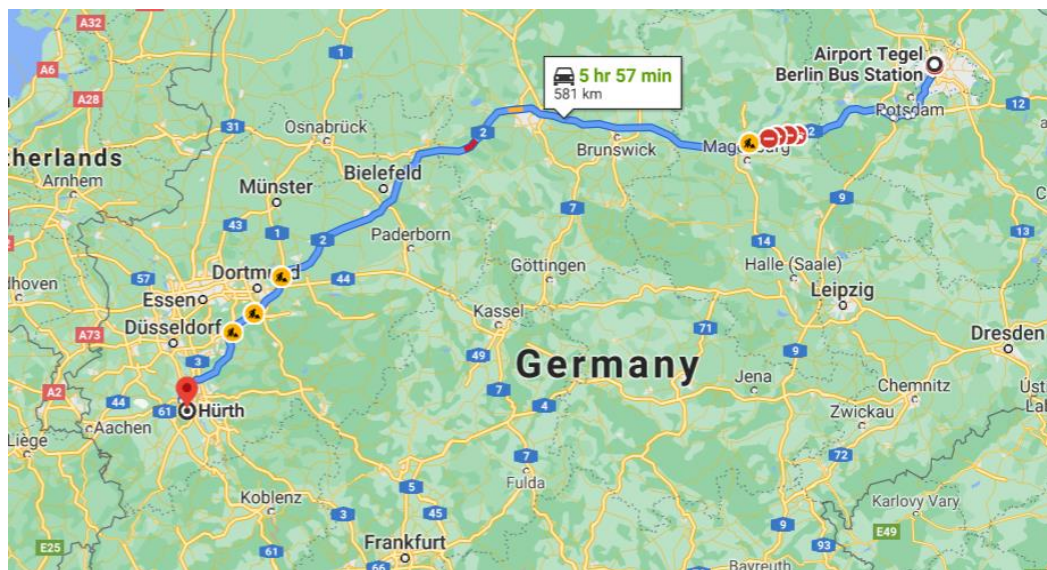 A32
A6
A28
1
31
Osnabrück
2
5 hr 57 min
581 km
Airport Tegel
Berlin Bus Station
Potsdam
12
2
Brunswick
therlands
Arnhem
Bielefeld
Münster
43
1
2
Paderborn
7
9
13
14
Halle (Saale)
Göttingen
57
Dortmund
44
Essen
Leipzig
Kassel
A73
Düsseldorf
71
Dresden
3
49
Germany
9
A2
44
61
Hürth
7
4
Jena
Chemnitz
Aachen
Zwickau
Liège
7
72
Fulda
5
Koblenz
3
45
Karlovy Vary
E25
61
Frankfurt
9
E49
66
93
Bayreuth